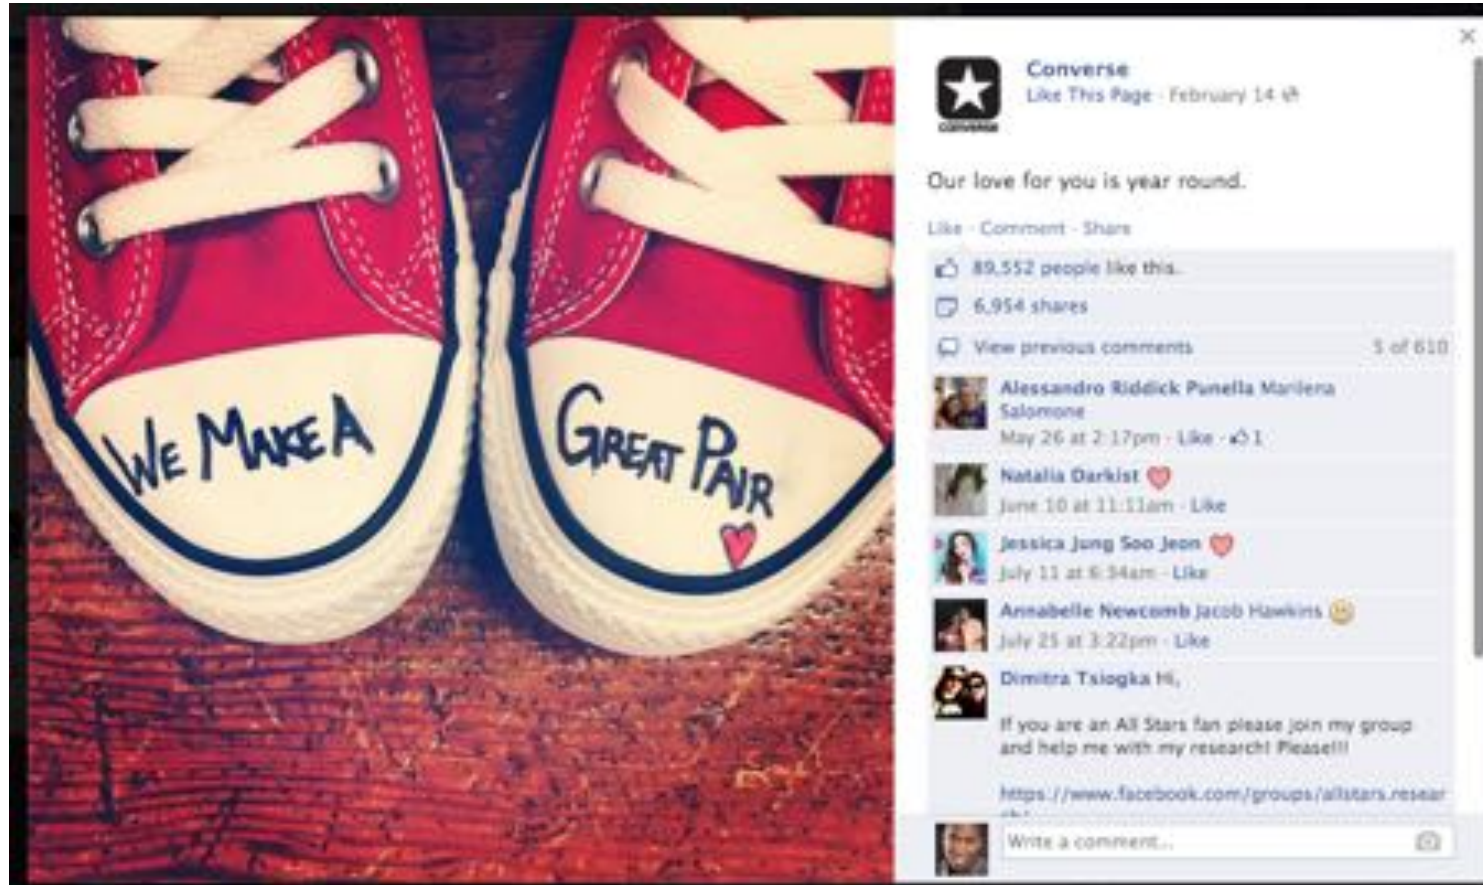 WE MAKE A
GREAT PAIR
CONVERSE
Converse
Like This Page · February 14
Our love for you is year round.
Like · Comment · Share
89,552 people like this.
6,954 shares
View previous comments 5 of 610
Alessandro Riddick Punella Marilena
Salomone
May 26 at 2:17pm · Like · 1
Natalia Darkist
June 10 at 11:11am · Like
Jessica Jung Soo Jeon
July 11 at 6:34am · Like
Annabelle Newcomb Jacob Hawkins
July 25 at 3:22pm · Like
Dimitra Tsiogka Hi,
If you are an All Stars fan please join my group
and help me with my research! Please!!!
https://www.facebook.com/groups/allstars.resear
Write a comment...